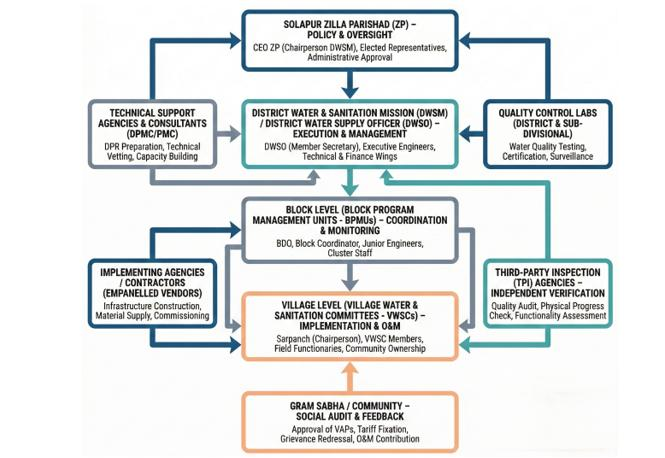 SOLAPUR ZILLA PARISHAD (ZP) –
POLICY & OVERSIGHT
CEO ZP (Chairperson DWSM), Elected Representatives,
Administrative Approval
TECHNICAL SUPPORT
AGENCIES & CONSULTANTS
(DPMC/PMC)
DPR Preparation, Technical
Vetting, Capacity Building
DISTRICT WATER & SANITATION MISSION (DWSM)
/ DISTRICT WATER SUPPLY OFFICER (DWSO) –
EXECUTION & MANAGEMENT
DWSO (Member Secretary), Executive Engineers,
Technical & Finance Wings
QUALITY CONTROL LABS
(DISTRICT & SUB-
DIVISIONAL)
Water Quality Testing,
Certification, Surveillance
BLOCK LEVEL (BLOCK PROGRAM
MANAGEMENT UNITS - BPMUs) – COORDINATION
& MONITORING
BDO, Block Coordinator, Junior Engineers,
Cluster Staff
IMPLEMENTING AGENCIES
/ CONTRACTORS
(EMPANELLED VENDORS)
Infrastructure Construction,
Material Supply, Commissioning
VILLAGE LEVEL (VILLAGE WATER &
SANITATION COMMITTEES - VWSCs) –
IMPLEMENTATION & O&M
Sarpanch (Chairperson), VWSC Members,
Field Functionaries, Community Ownership
THIRD-PARTY INSPECTION
(TPI) AGENCIES –
INDEPENDENT VERIFICATION
Quality Audit, Physical Progress
Check, Functionality Assessment
GRAM SABHA / COMMUNITY –
SOCIAL AUDIT & FEEDBACK
Approval of VAPs, Tariff Fixation,
Grievance Redressal, O&M Contribution